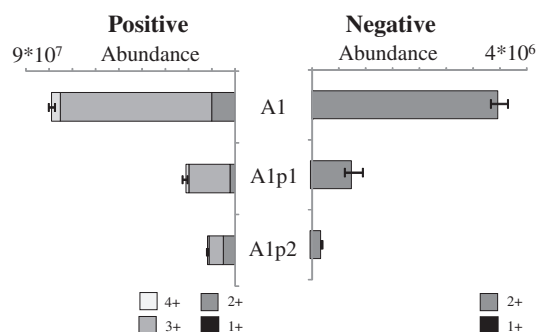 Positive Negative
9*10⁷ Abundance Abundance 4*10⁶
A1
A1p1
A1p2
4+ 2+ 2+
3+ 1+ 1+